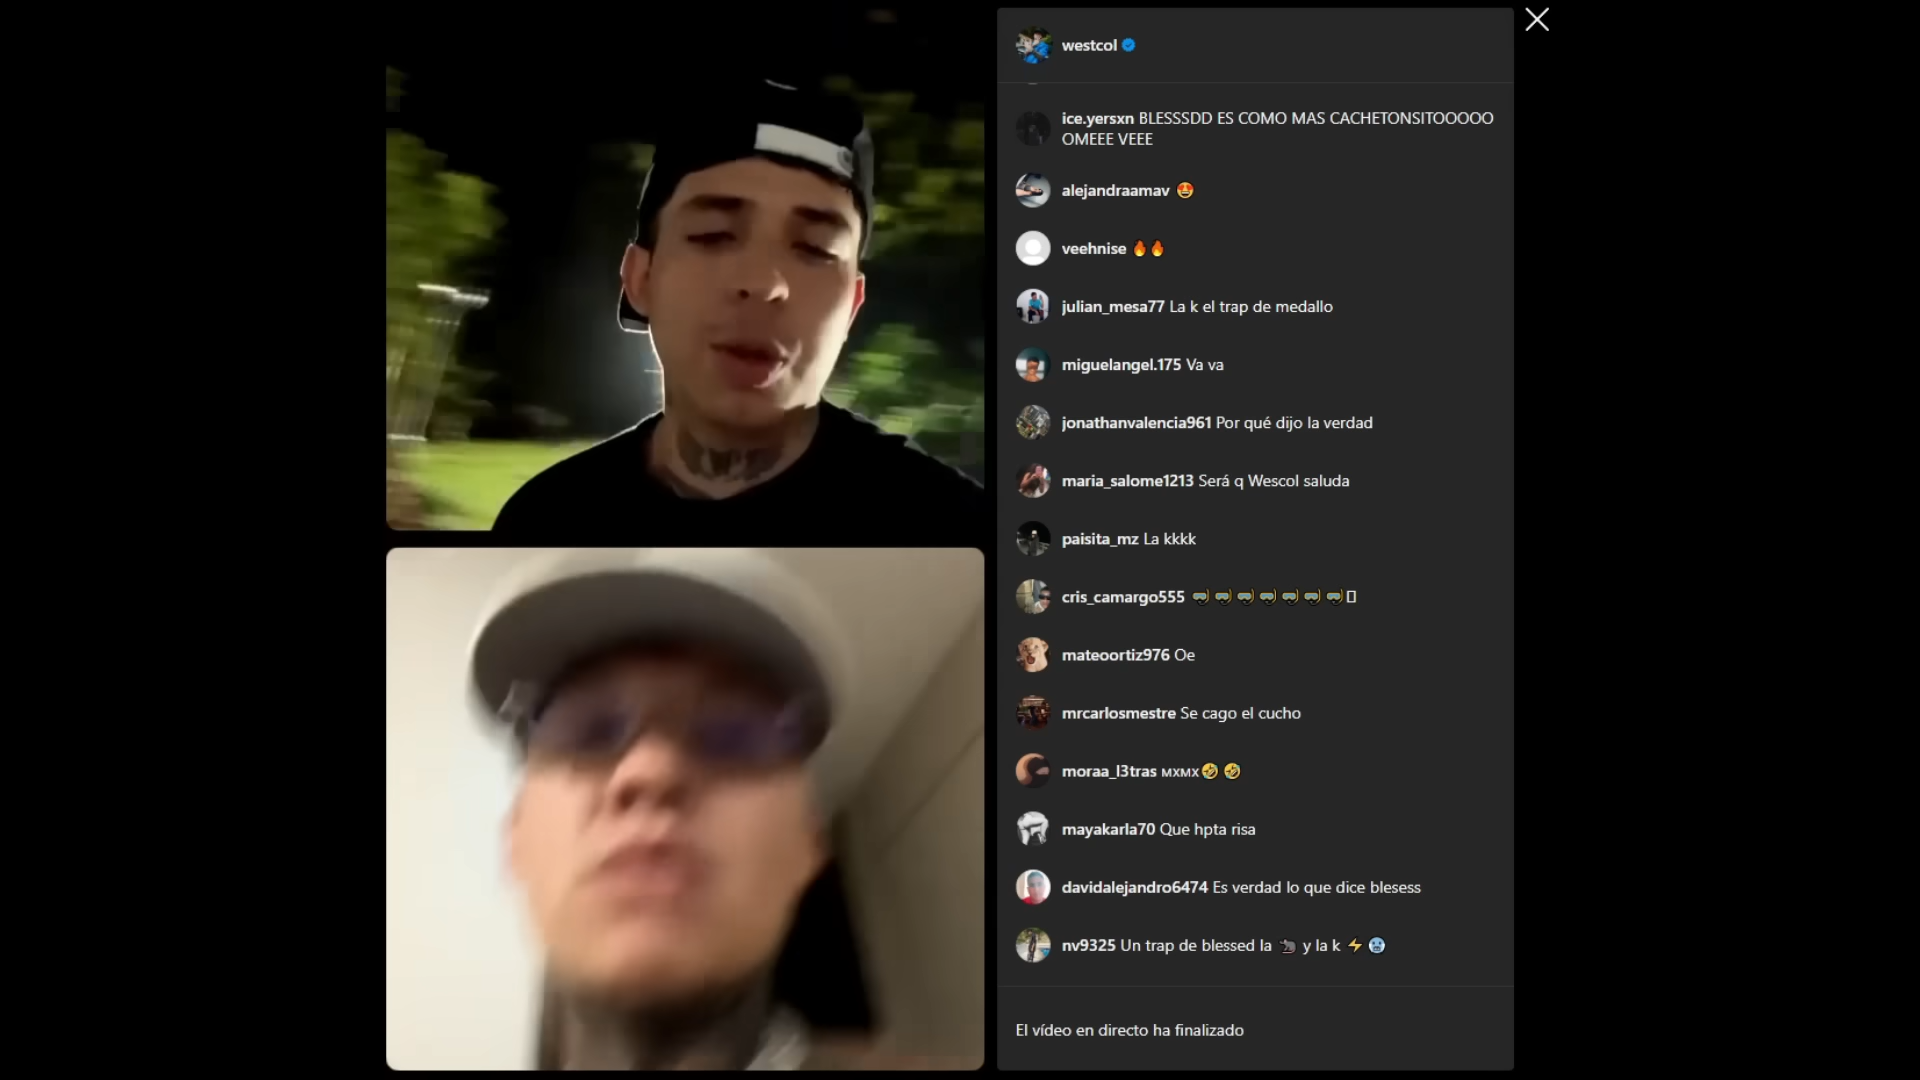 westcol
ice.yersxn BLESSSDD ES COMO MAS CACHETONSITOOOOO
OMEEE VEEE
alejandraamav 😍
veehnise 🔥🔥
julian_mesa77 La k el trap de medallo
miguelangel.175 Va va
jonathanvalencia961 Por qué dijo la verdad
maria_salome1213 Será q Wescol saluda
paisita_mz La kkkk
cris_camargo555 🤿🤿🤿🤿🤿🤿🤿
mateoortiz976 Oe
mrcarlosmestre Se cago el cucho
moraa_l3tras мxмx🤣🤣
mayakarla70 Que hpta risa
davidalejandro6474 Es verdad lo que dice blesess
nv9325 Un trap de blessed la 🐀 y la k ⚡🥶
El vídeo en directo ha finalizado